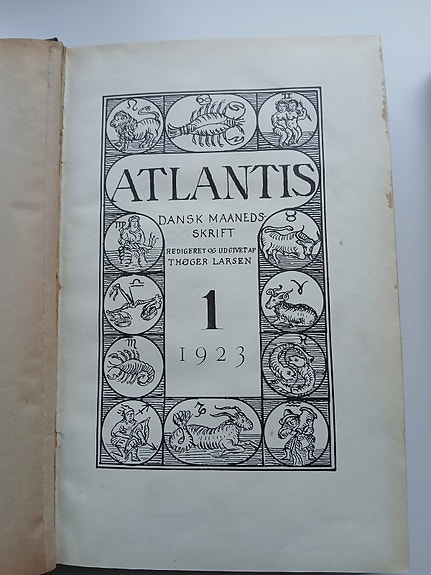 ATLANTIS
DANSK MAANEDS-
SKRIFT
REDIGERET OG UDGIVET AF
THØGER LARSEN
1
1923